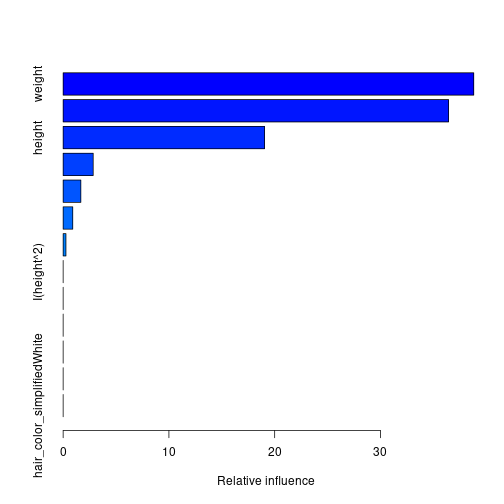 weight
height
I(height^2)
hair_color_simplifiedWhite
0 10 20 30
Relative influence